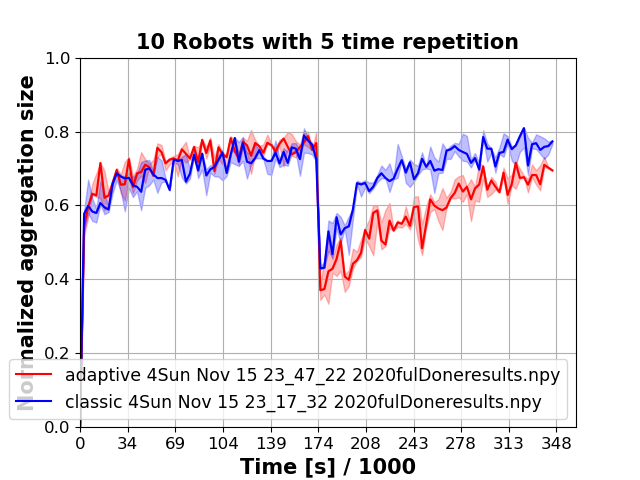 10 Robots with 5 time repetition
Normalized aggregation size
1.0
0.8
0.6
0.4
0.2
0.0
adaptive 4Sun Nov 15 23_47_22 2020fulDoneresults.npy
classic 4Sun Nov 15 23_17_32 2020fulDoneresults.npy
0 34 69 104 139 174 208 243 278 313 348
Time [s] / 1000